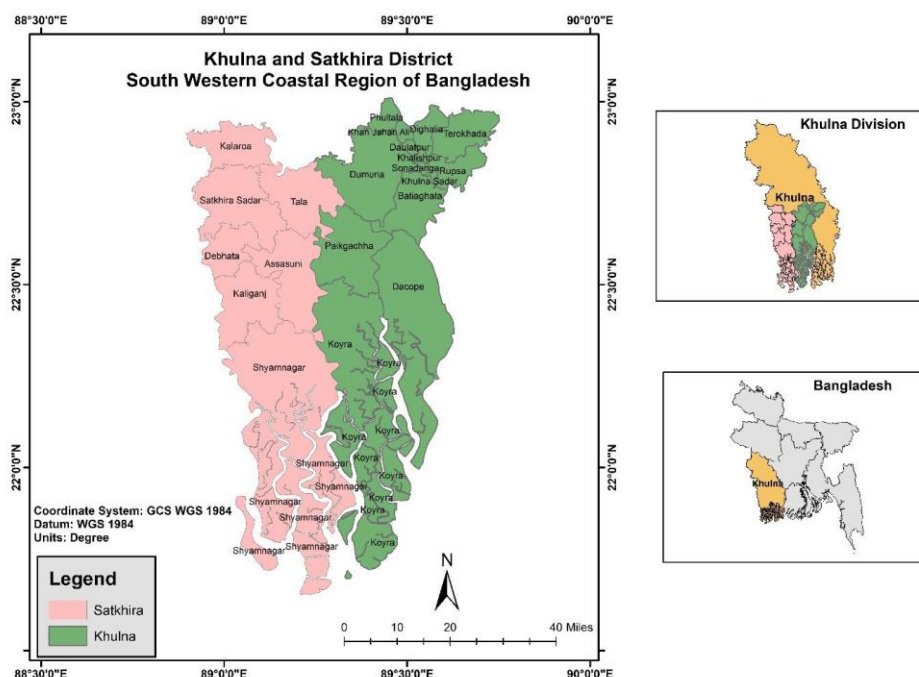 88°30'0"E
89°0'0"E
89°30'0"E
90°0'0"E
Khulna and Satkhira District
South Western Coastal Region of Bangladesh
23°0'0"N
22°30'0"N
22°0'0"N
23°0'0"N
22°30'0"N
22°0'0"N
Phultala
Khan Jahan Ali
Dighalia
Terokhada
Kalaroa
Daulatpur
Khalishpur
Sonadanga
Rupsa
Dumuria
Khulna Sadar
Satkhira Sadar
Tala
Batiaghata
Paikgachha
Debhata
Assasuni
Dacope
Kaliganj
Koyra
Koyra
Shyamnagar
Koyra
Koyra
Koyra
Shyamnagar
Koyra
Shyamnagar
Koyra
Shyamnagar
Koyra
Shyamnagar
Koyra
Shyamnagar
Shyamnagar
Coordinate System: GCS WGS 1984
Datum: WGS 1984
Units: Degree
Legend
Satkhira
Khulna
N
0 10 20 40 Miles
88°30'0"E
89°0'0"E
89°30'0"E
90°0'0"E
Khulna Division
Khulna
Bangladesh
Khulna